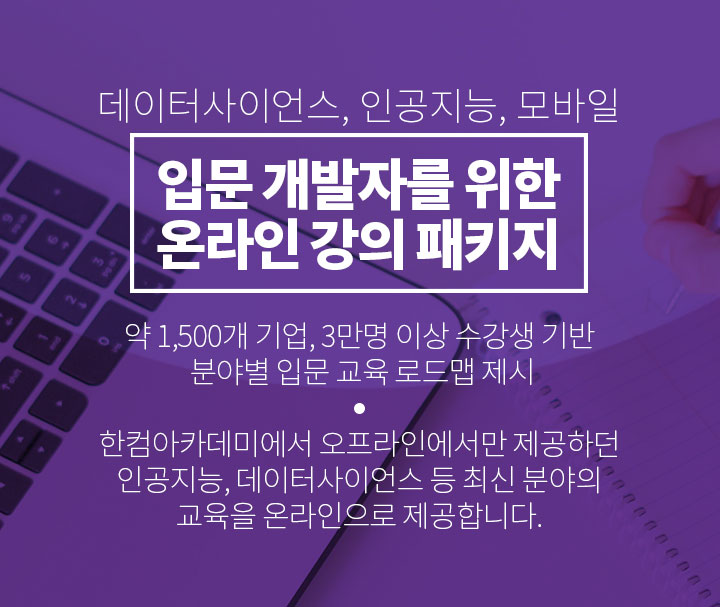 데이터사이언스, 인공지능, 모바일
입문 개발자를 위한
온라인 강의 패키지
약 1,500개 기업, 3만명 이상 수강생 기반
분야별 입문 교육 로드맵 제시
한컴아카데미에서 오프라인에서만 제공하던
인공지능, 데이터사이언스 등 최신 분야의
교육을 온라인으로 제공합니다.